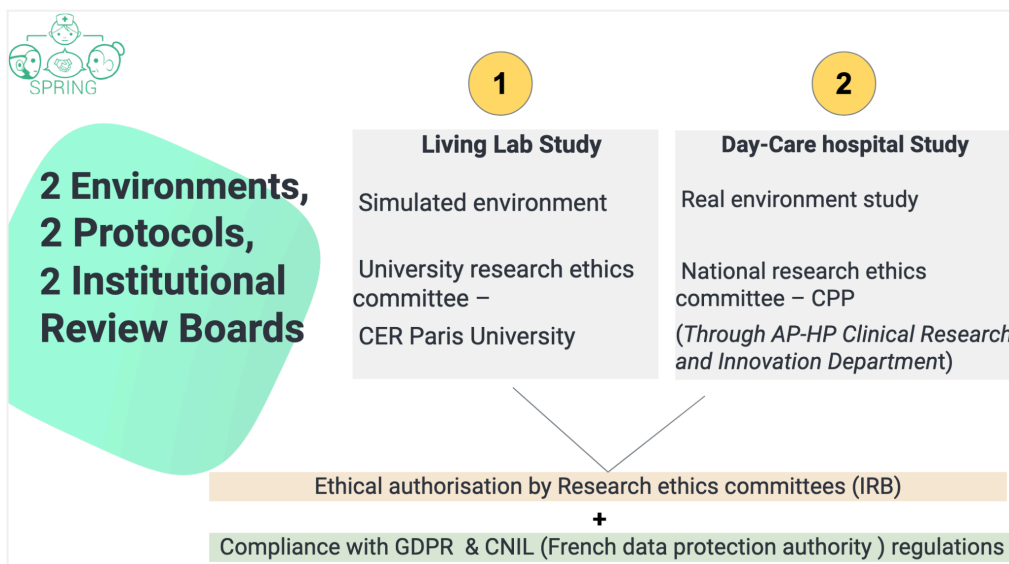 SPRING
2 Environments,
2 Protocols,
2 Institutional
Review Boards
1
Living Lab Study
Simulated environment
University research ethics
committee –
CER Paris University
2
Day-Care hospital Study
Real environment study
National research ethics
committee – CPP
(Through AP-HP Clinical Research
and Innovation Department)
Ethical authorisation by Research ethics committees (IRB)
+
Compliance with GDPR & CNIL (French data protection authority ) regulations